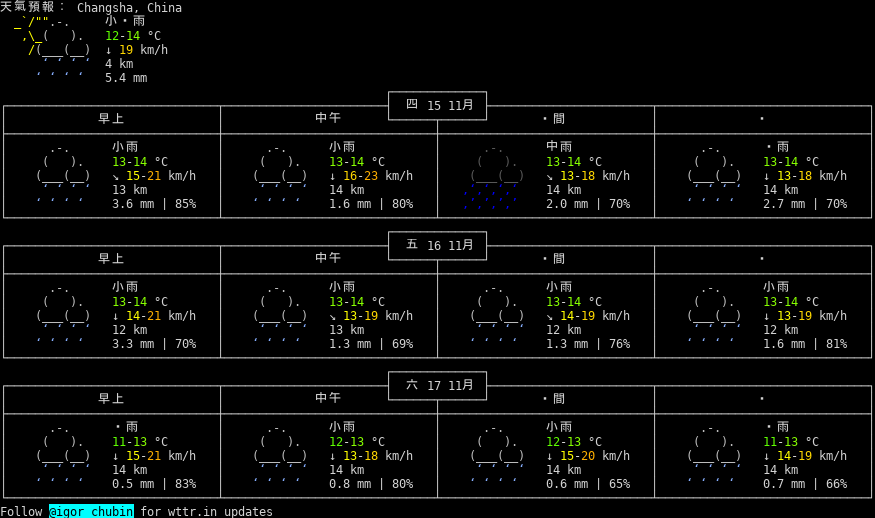 天氣預報： Changsha, China
小・雨
12-14 °C
↓ 19 km/h
4 km
5.4 mm
四 15 11月
早上 中午 ・間 ・
小雨 小雨 中雨 ・雨
13-14 °C 13-14 °C 13-14 °C 13-14 °C
↘ 15-21 km/h ↓ 16-23 km/h ↘ 13-18 km/h ↓ 13-18 km/h
13 km 14 km 14 km 14 km
3.6 mm | 85% 1.6 mm | 80% 2.0 mm | 70% 2.7 mm | 70%
五 16 11月
早上 中午 ・間 ・
小雨 小雨 小雨 小雨
13-14 °C 13-14 °C 13-14 °C 13-14 °C
↓ 14-21 km/h ↘ 13-19 km/h ↘ 14-19 km/h ↓ 13-19 km/h
12 km 13 km 12 km 12 km
3.3 mm | 70% 1.3 mm | 69% 1.3 mm | 76% 1.6 mm | 81%
六 17 11月
早上 中午 ・間 ・
・雨 小雨 小雨 ・雨
11-13 °C 12-13 °C 12-13 °C 11-13 °C
↓ 15-21 km/h ↓ 13-18 km/h ↓ 15-20 km/h ↓ 14-19 km/h
14 km 14 km 14 km 14 km
0.5 mm | 83% 0.8 mm | 80% 0.6 mm | 65% 0.7 mm | 66%
Follow @igor_chubin for wttr.in updates